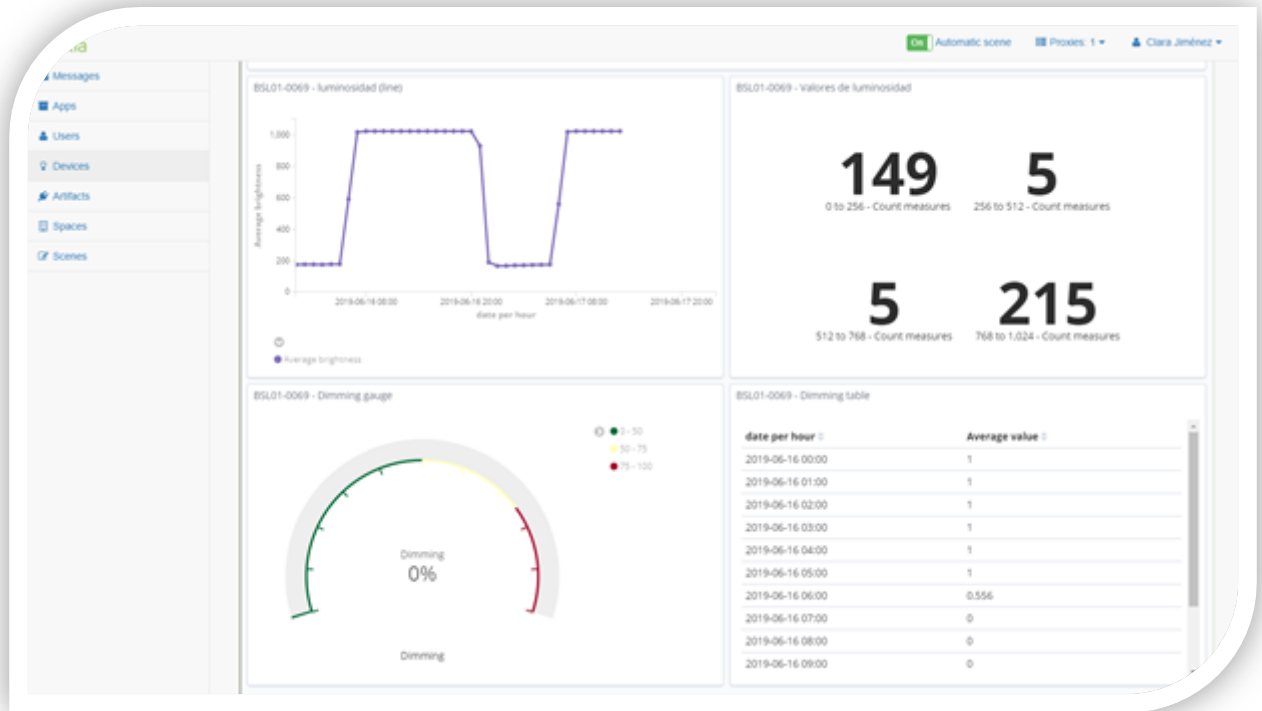 On Automatic scene Proxies: 1 Clara Jiménez
Messages
Apps
Users
Devices
Artifacts
Spaces
Scenes
BSL01-0069 - luminosidad (line)
1,000
800
600
400
200
0
Average brightness
2019-06-16 08:00 2019-06-16 20:00 2019-06-17 08:00 2019-06-17 20:00
date per hour
Average brightness
BSL01-0069 - Valores de luminosidad
149 5
0 to 256 - Count measures 256 to 512 - Count measures
5 215
512 to 768 - Count measures 768 to 1,024 - Count measures
BSL01-0069 - Dimming gauge
0 - 50
50 - 75
75 - 100
Dimming
0%
Dimming
BSL01-0069 - Dimming table
date per hour Average value
2019-06-16 00:00 1
2019-06-16 01:00 1
2019-06-16 02:00 1
2019-06-16 03:00 1
2019-06-16 04:00 1
2019-06-16 05:00 1
2019-06-16 06:00 0.556
2019-06-16 07:00 0
2019-06-16 08:00 0
2019-06-16 09:00 0